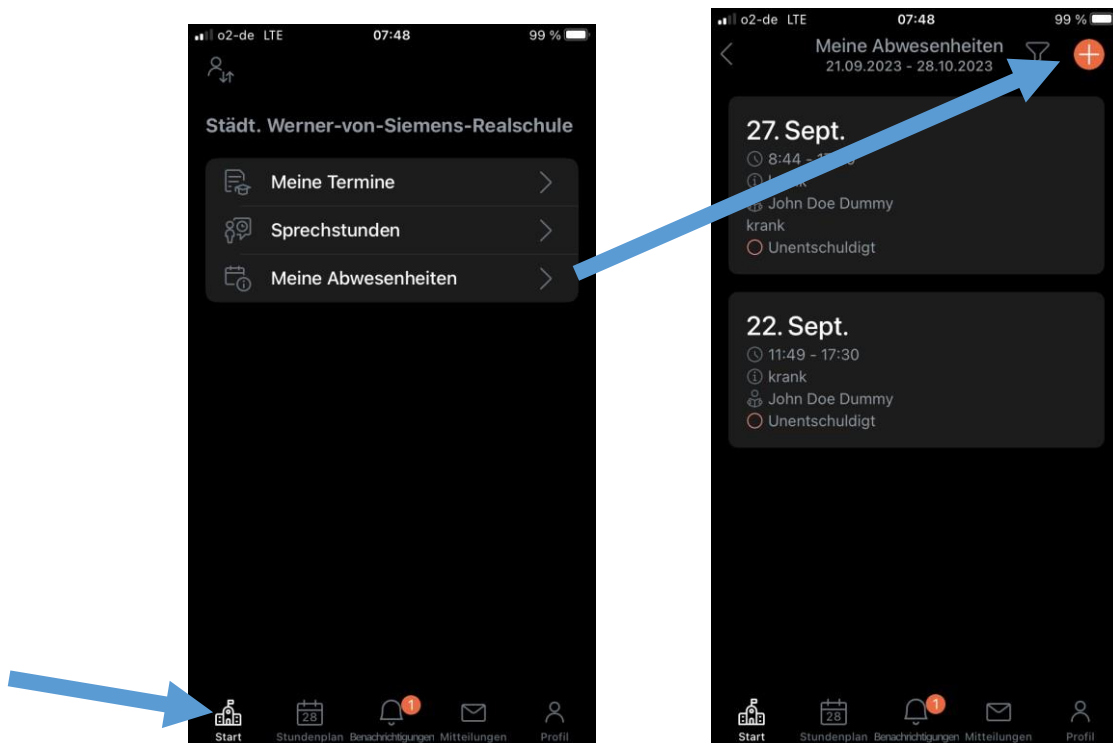 o2-de LTE 07:48 99 %
Städt. Werner-von-Siemens-Realschule
Meine Termine
Sprechstunden
Meine Abwesenheiten
28
1
Start Stundenplan Benachrichtigungen Mitteilungen Profil
o2-de LTE 07:48 99 %
Meine Abwesenheiten
21.09.2023 - 28.10.2023
27. Sept.
8:44 -
John Doe Dummy
krank
Unentschuldigt
22. Sept.
11:49 - 17:30
krank
John Doe Dummy
Unentschuldigt
28
1
Start Stundenplan Benachrichtigungen Mitteilungen Profil